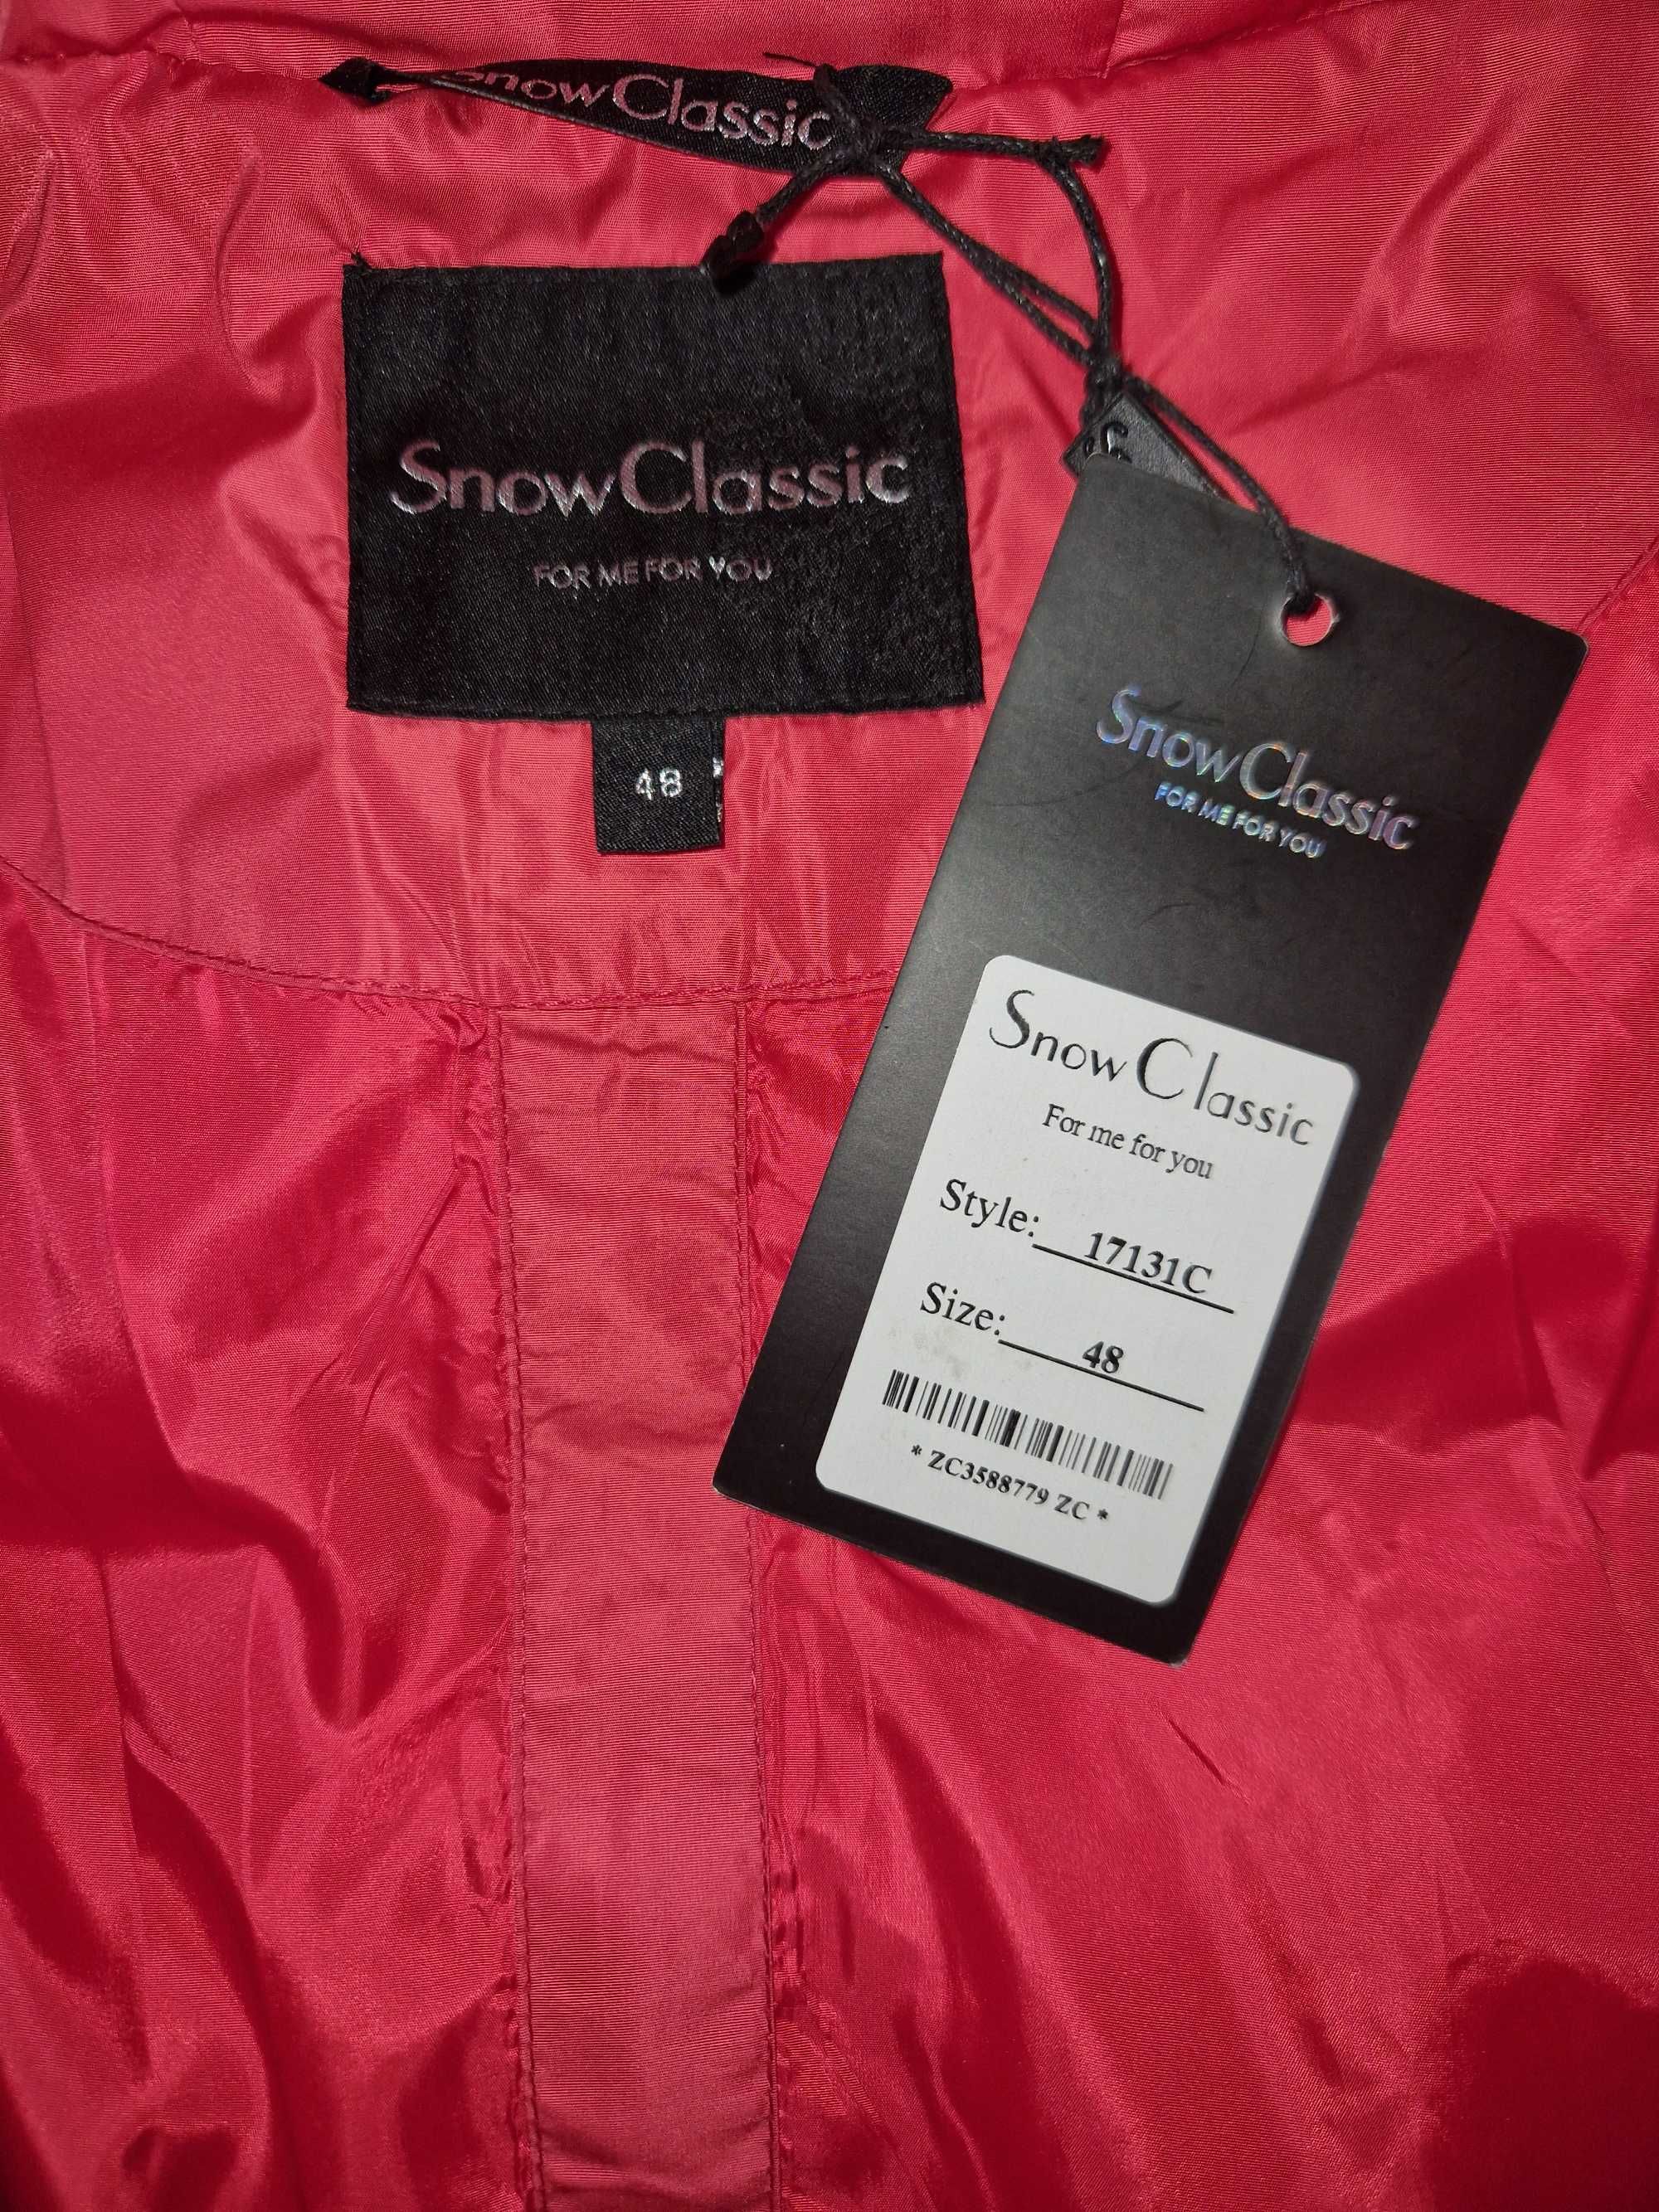 SnowClassic
SnowClassic
FOR ME FOR YOU
48
SnowClassic
FOR ME FOR YOU
Snow Classic
For me for you
Style: 17131C
Size: 48
* ZC3588779 ZC *